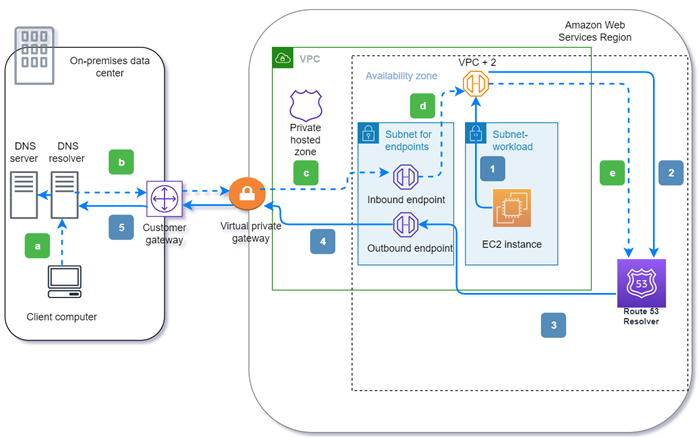 Amazon Web
Services Region
On-premises data
center
VPC
VPC + 2
Availability zone
d
Private
hosted
zone
Subnet for
endpoints
Subnet-
workload
DNS
server
DNS
resolver
b
c
1
e
2
Inbound endpoint
a
5
Customer
gateway
Virtual private
gateway
4
Outbound endpoint
EC2 instance
53
Client computer
3
Route 53
Resolver